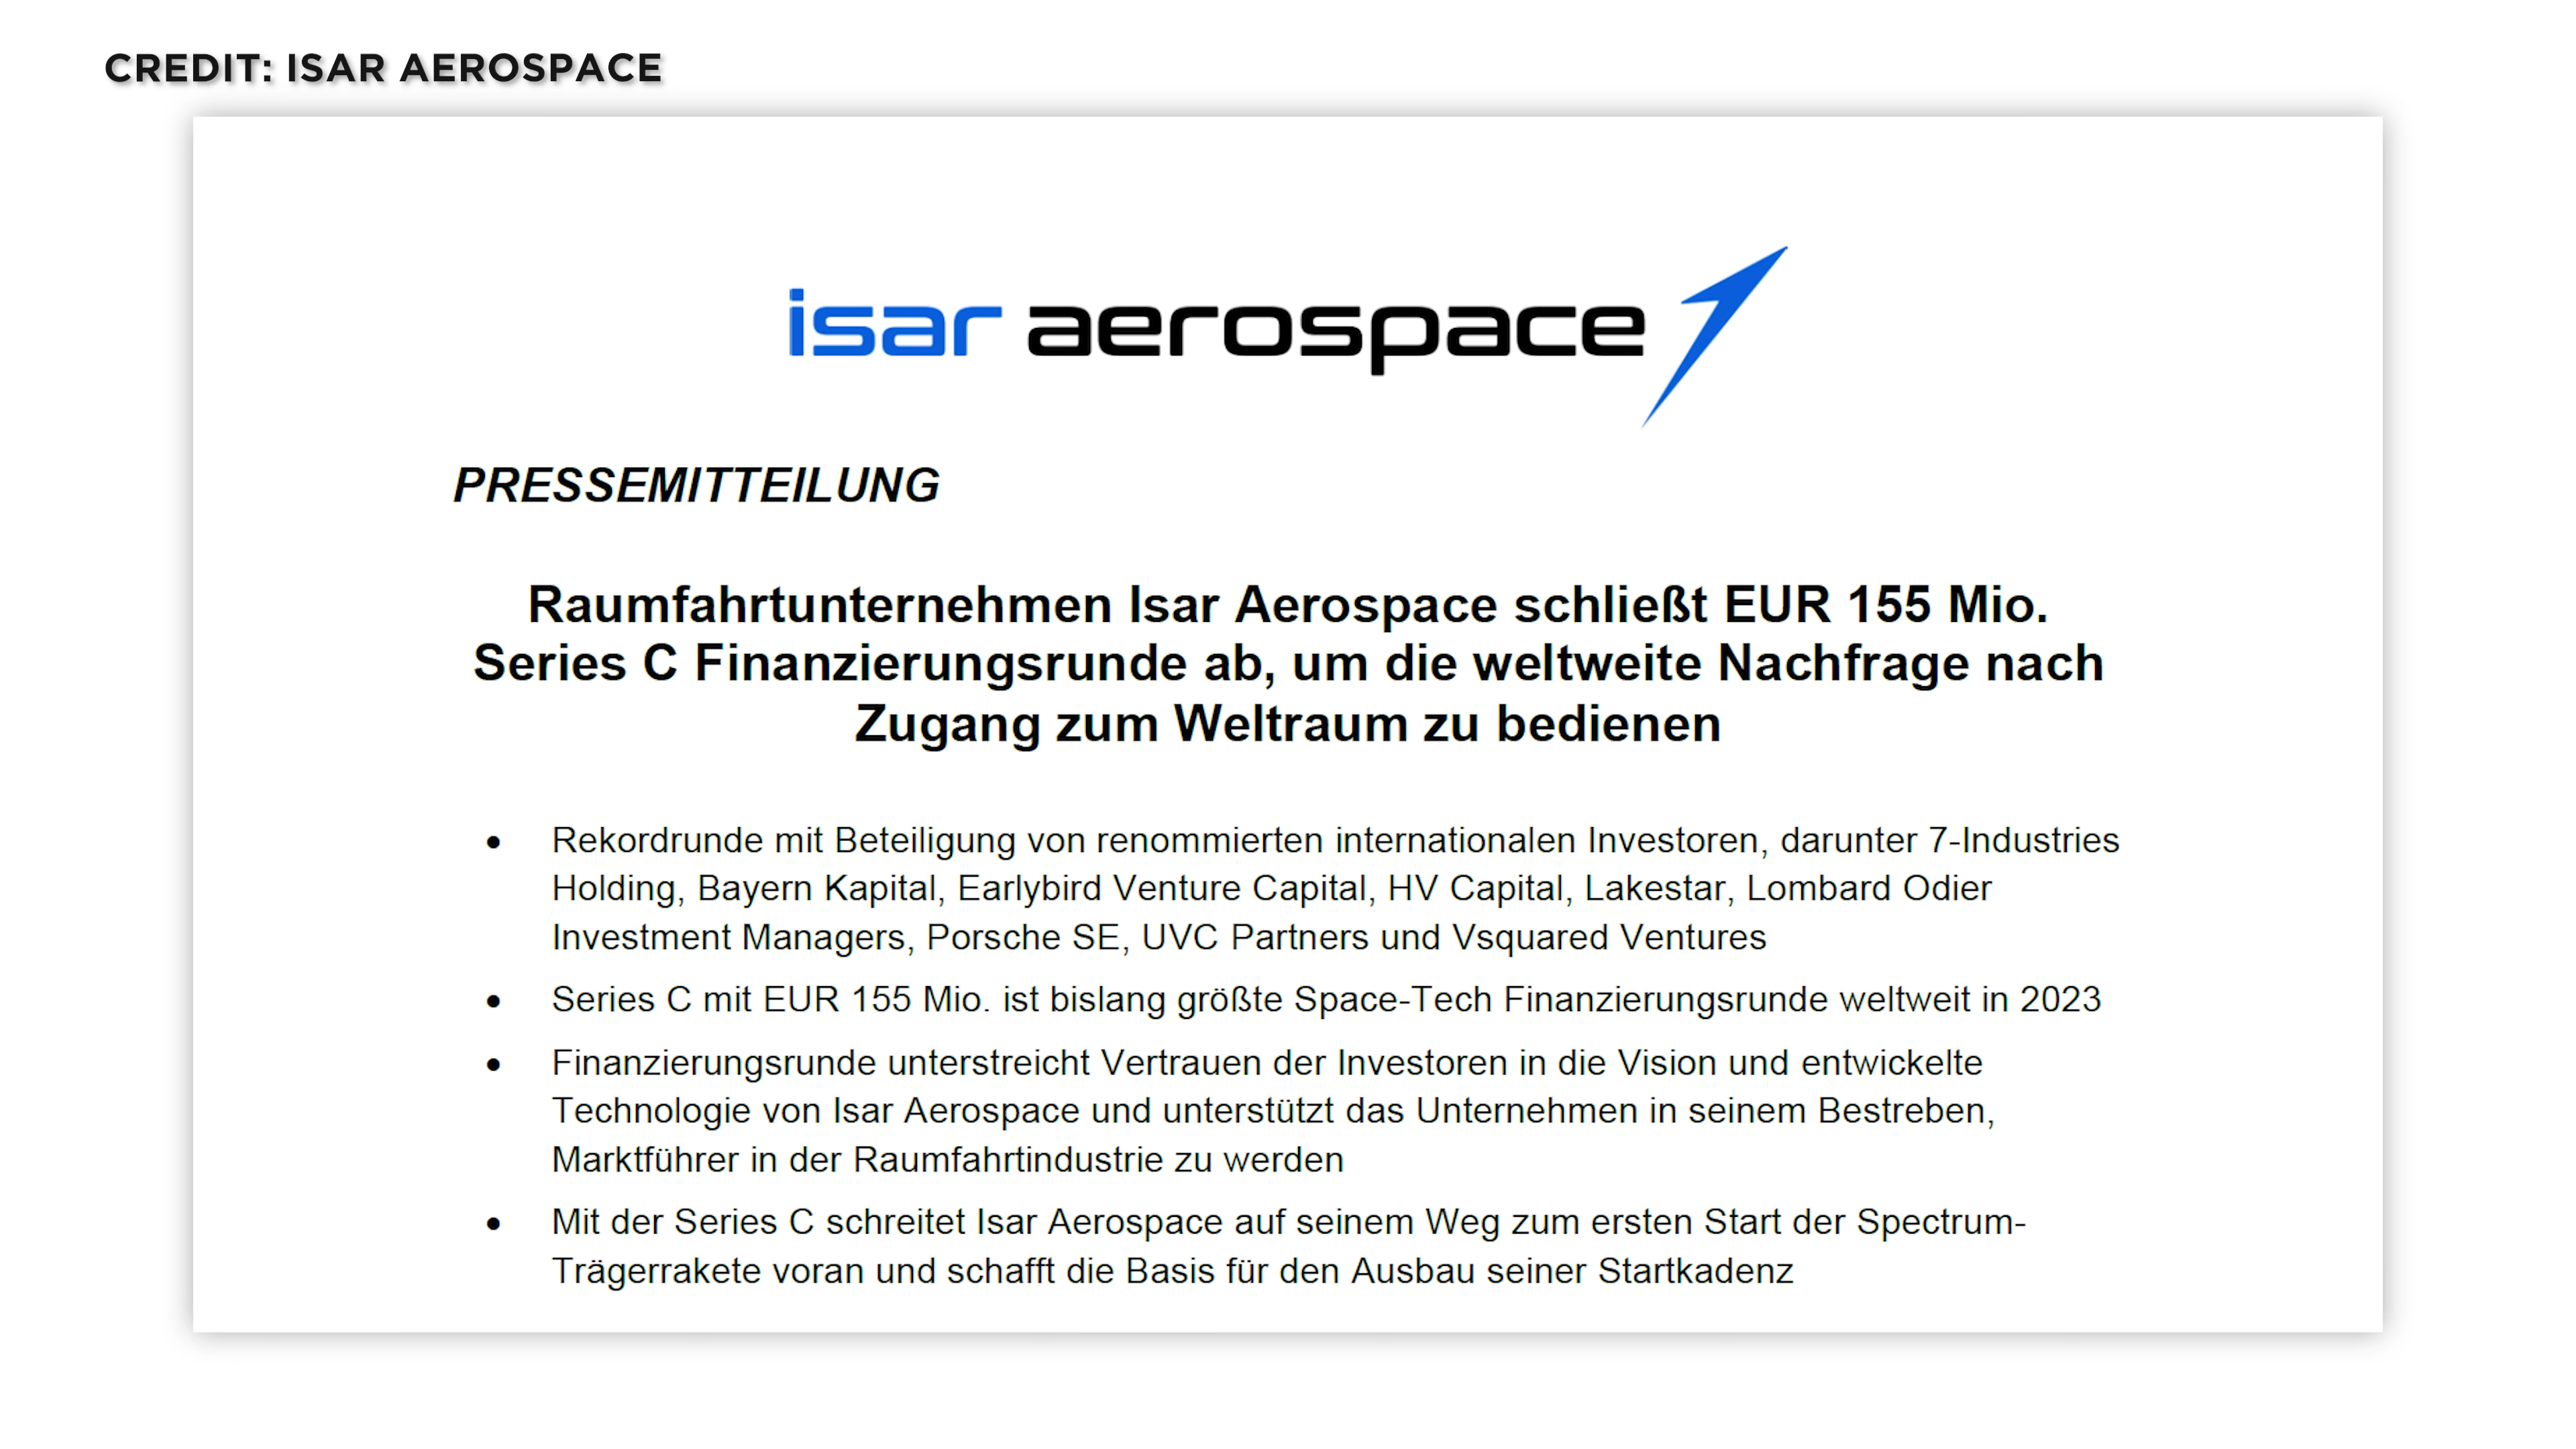 CREDIT: ISAR AEROSPACE
isar aerospace
PRESSEMITTEILUNG
Raumfahrtunternehmen Isar Aerospace schließt EUR 155 Mio.
Series C Finanzierungsrunde ab, um die weltweite Nachfrage nach
Zugang zum Weltraum zu bedienen
• Rekordrunde mit Beteiligung von renommierten internationalen Investoren, darunter 7-Industries
Holding, Bayern Kapital, Earlybird Venture Capital, HV Capital, Lakestar, Lombard Odier
Investment Managers, Porsche SE, UVC Partners und Vsquared Ventures
• Series C mit EUR 155 Mio. ist bislang größte Space-Tech Finanzierungsrunde weltweit in 2023
• Finanzierungsrunde unterstreicht Vertrauen der Investoren in die Vision und entwickelte
Technologie von Isar Aerospace und unterstützt das Unternehmen in seinem Bestreben,
Marktführer in der Raumfahrtindustrie zu werden
• Mit der Series C schreitet Isar Aerospace auf seinem Weg zum ersten Start der Spectrum-
Trägerrakete voran und schafft die Basis für den Ausbau seiner Startkadenz